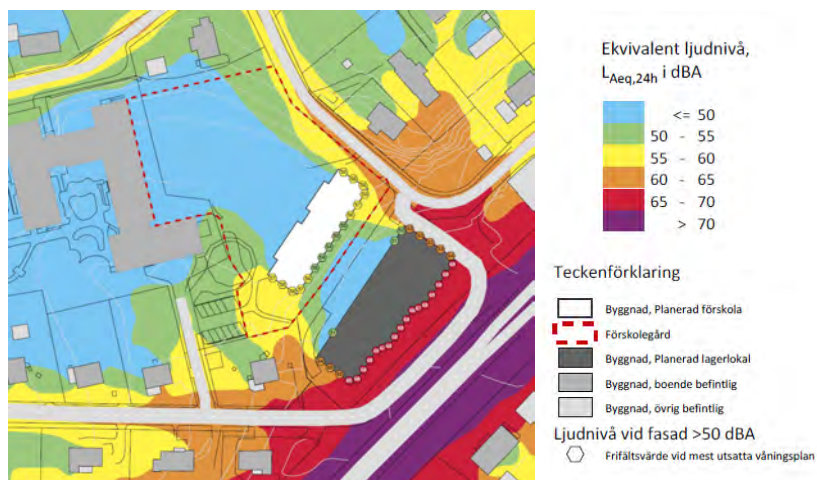 Ekvivalent ljudnivå,
LAeq,24h i dBA
<= 50
50 - 55
55 - 60
60 - 65
65 - 70
> 70
Teckenförklaring
Byggnad, Planerad förskola
Förskolegård
Byggnad, Planerad lagerlokal
Byggnad, boende befintlig
Byggnad, övrig befintlig
Ljudnivå vid fasad >50 dBA
Frifältsvärde vid mest utsatta våningsplan